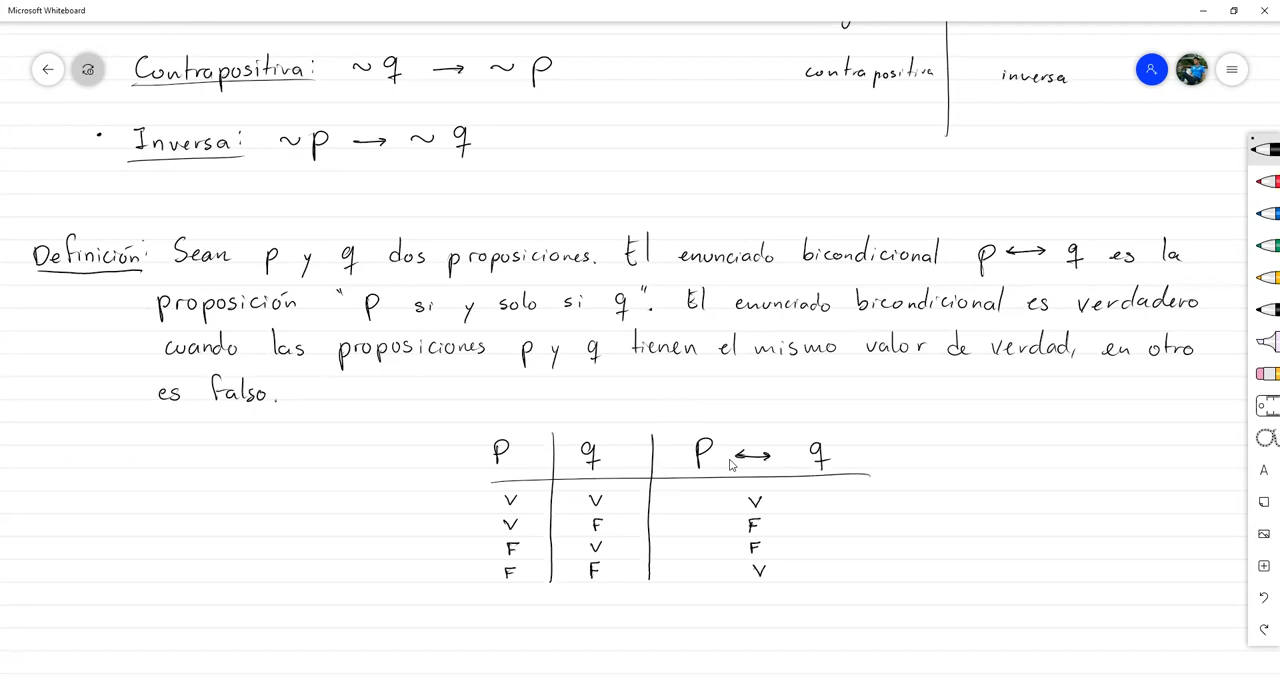 Microsoft Whiteboard
Contrapositiva: ~ q → ~ p
contrapositiva inversa
· Inversa: ~ p → ~ q
Definición: Sean p y q dos proposiciones. El enunciado bicondicional p ↔ q es la
proposición " p si y solo si q ". El enunciado bicondicional es verdadero
cuando las proposiciones p y q tienen el mismo valor de verdad, en otro
es falso.
p q p ↔ q
V V V
V F F
F V F
F F V
A